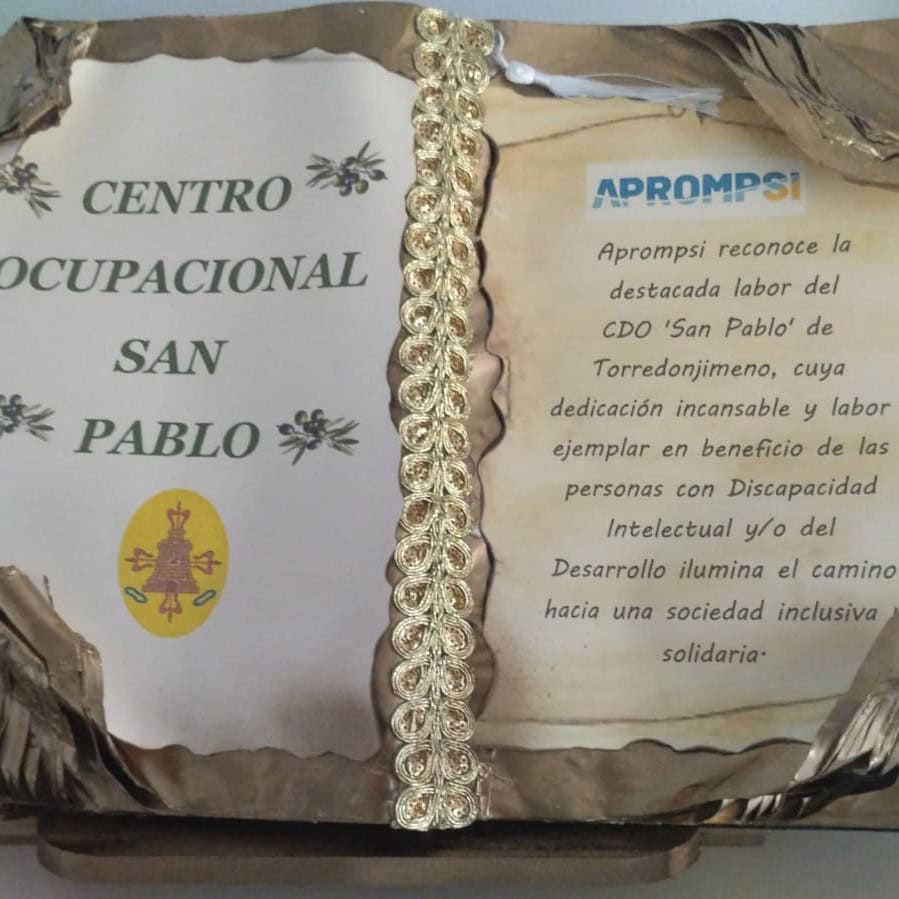 CENTRO
OCUPACIONAL
SAN
PABLO
APROMPSI
Aprompsi reconoce la
destacada labor del
CDO 'San Pablo' de
Torredonjimeno, cuya
dedicación incansable y labor
ejemplar en beneficio de las
personas con Discapacidad
Intelectual y/o del
Desarrollo ilumina el camino
hacia una sociedad inclusiva
solidaria·